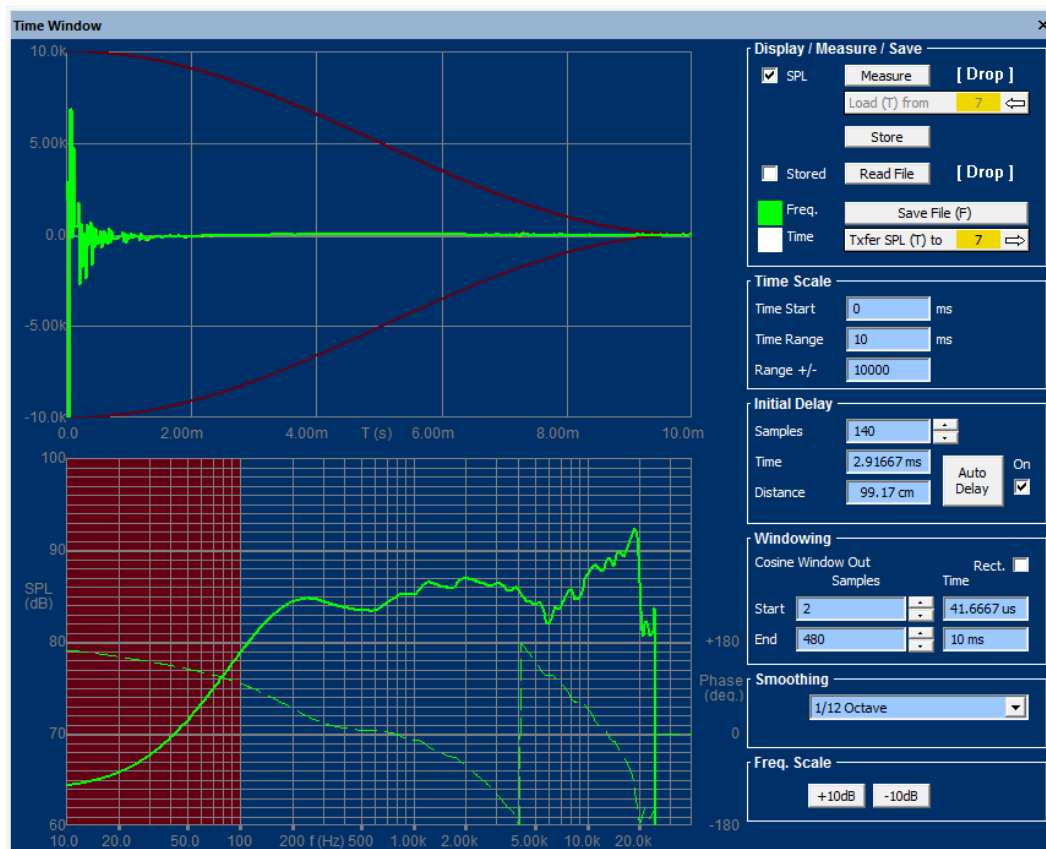 Time Window
×
10.0k
5.00k
0.0
-5.00k
-10.0k
0.0 2.00m 4.00m T (s) 6.00m 8.00m 10.0m
100
90
SPL
(dB)
80
70
60
+180
Phase
(deg.)
0
-180
10.0 20.0 50.0 100 200 f (Hz) 500 1.00k 2.00k 5.00k 10.0k 20.0k
Display / Measure / Save
SPL Measure [ Drop ]
Load (T) from 7
Store
Stored Read File [ Drop ]
Freq. Save File (F)
Time Txfer SPL (T) to 7
Time Scale
Time Start 0 ms
Time Range 10 ms
Range +/- 10000
Initial Delay
Samples 140
Time 2.91667 ms
Distance 99.17 cm
Auto
Delay
On
Windowing
Cosine Window Out Rect.
Samples Time
Start 2 41.6667 us
End 480 10 ms
Smoothing
1/12 Octave
Freq. Scale
+10dB -10dB